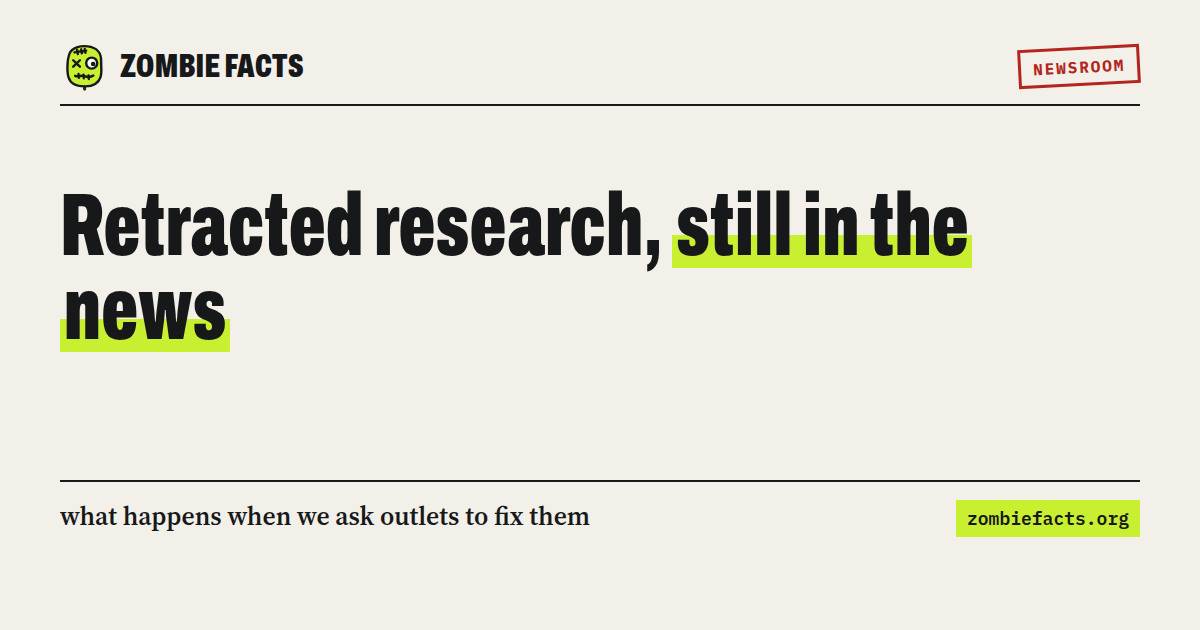 ZOMBIE FACTS
NEWSROOM
Retracted research, still in the
news
what happens when we ask outlets to fix them
zombiefacts.org